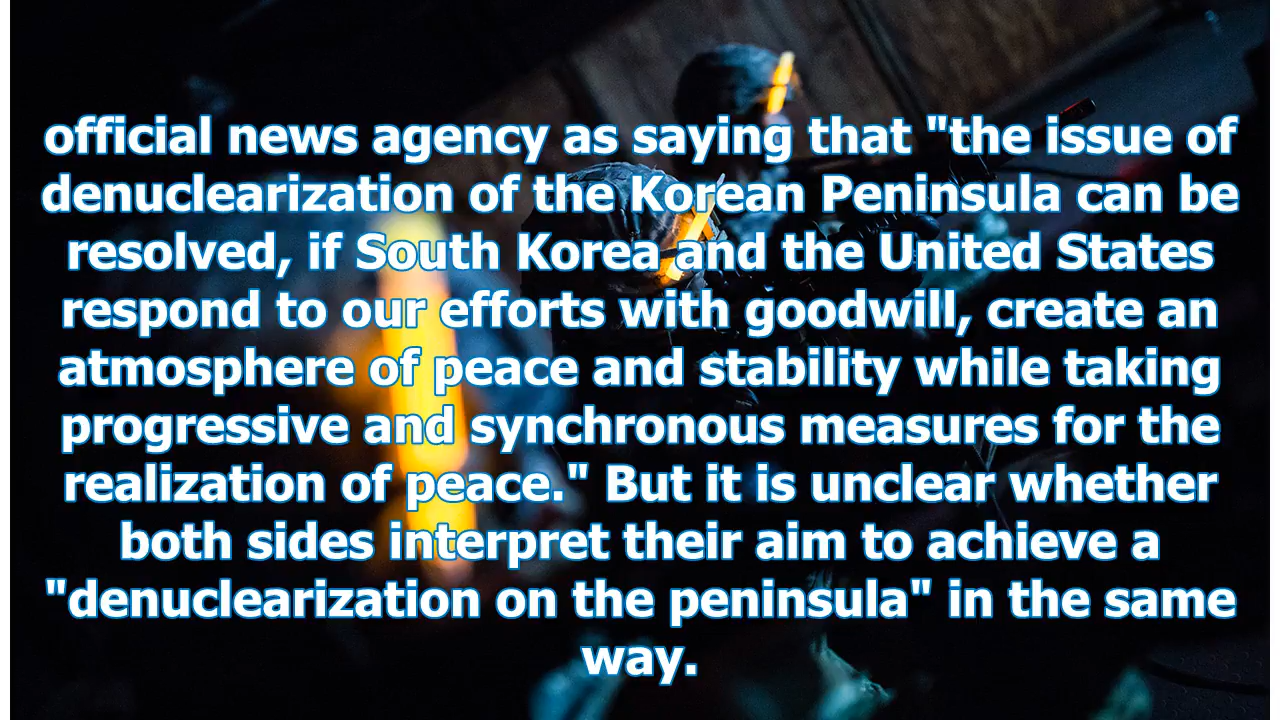 official news agency as saying that "the issue of
denuclearization of the Korean Peninsula can be
resolved, if South Korea and the United States
respond to our efforts with goodwill, create an
atmosphere of peace and stability while taking
progressive and synchronous measures for the
realization of peace." But it is unclear whether
both sides interpret their aim to achieve a
"denuclearization on the peninsula" in the same
way.